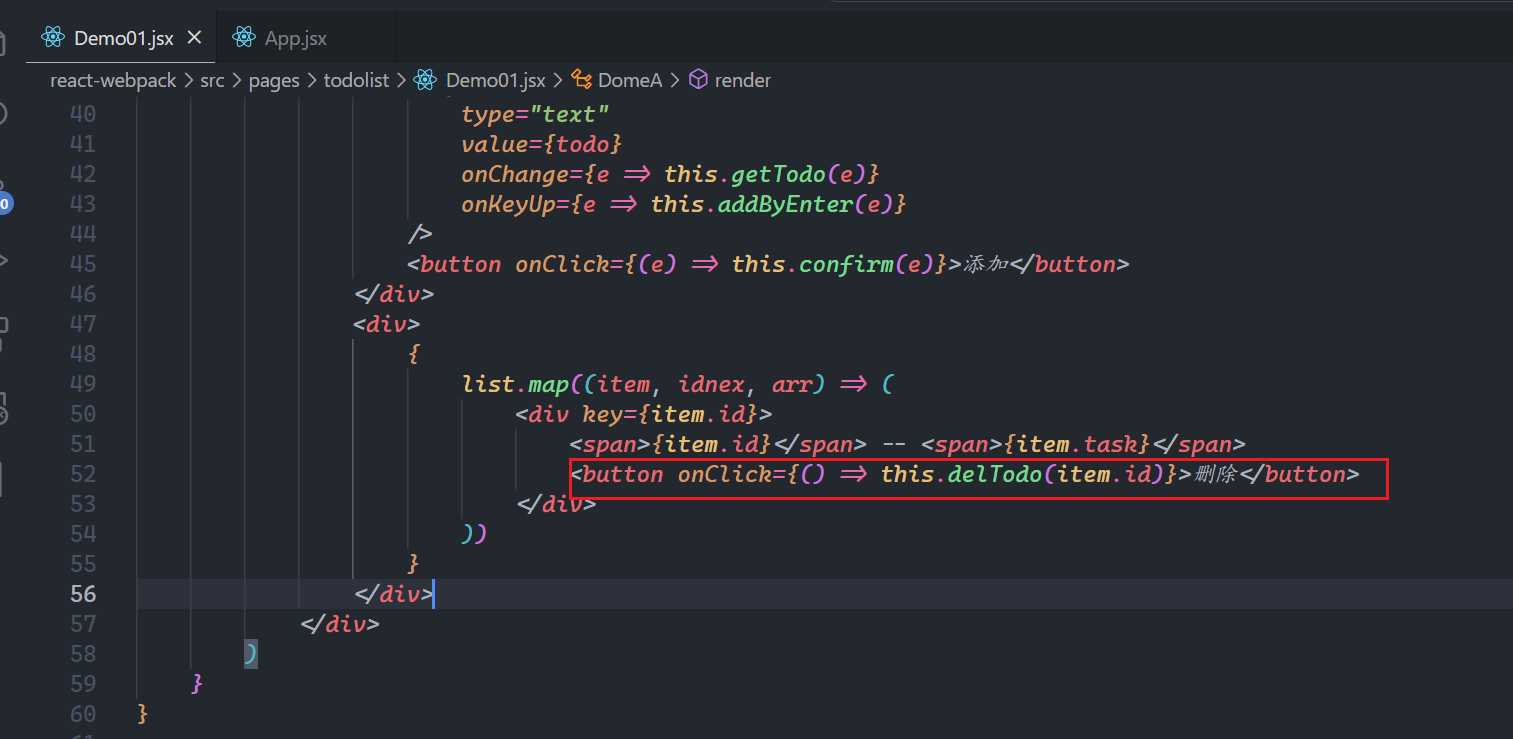 Demo01.jsx
App.jsx
react-webpack > src > pages > todolist > Demo01.jsx > DomeA > render
40 type="text"
41 value={todo}
42 onChange={e => this.getTodo(e)}
43 onKeyUp={e => this.addByEnter(e)}
44 />
45 <button onClick={(e) => this.confirm(e)}>添加</button>
46 </div>
47 <div>
48 {
49 list.map((item, idnex, arr) => (
50 <div key={item.id}>
51 <span>{item.id}</span> -- <span>{item.task}</span>
52 <button onClick={() => this.delTodo(item.id)}>删除</button>
53 </div>
54 ))
55 }
56 </div>
57 </div>
58 )
59 }
60 }